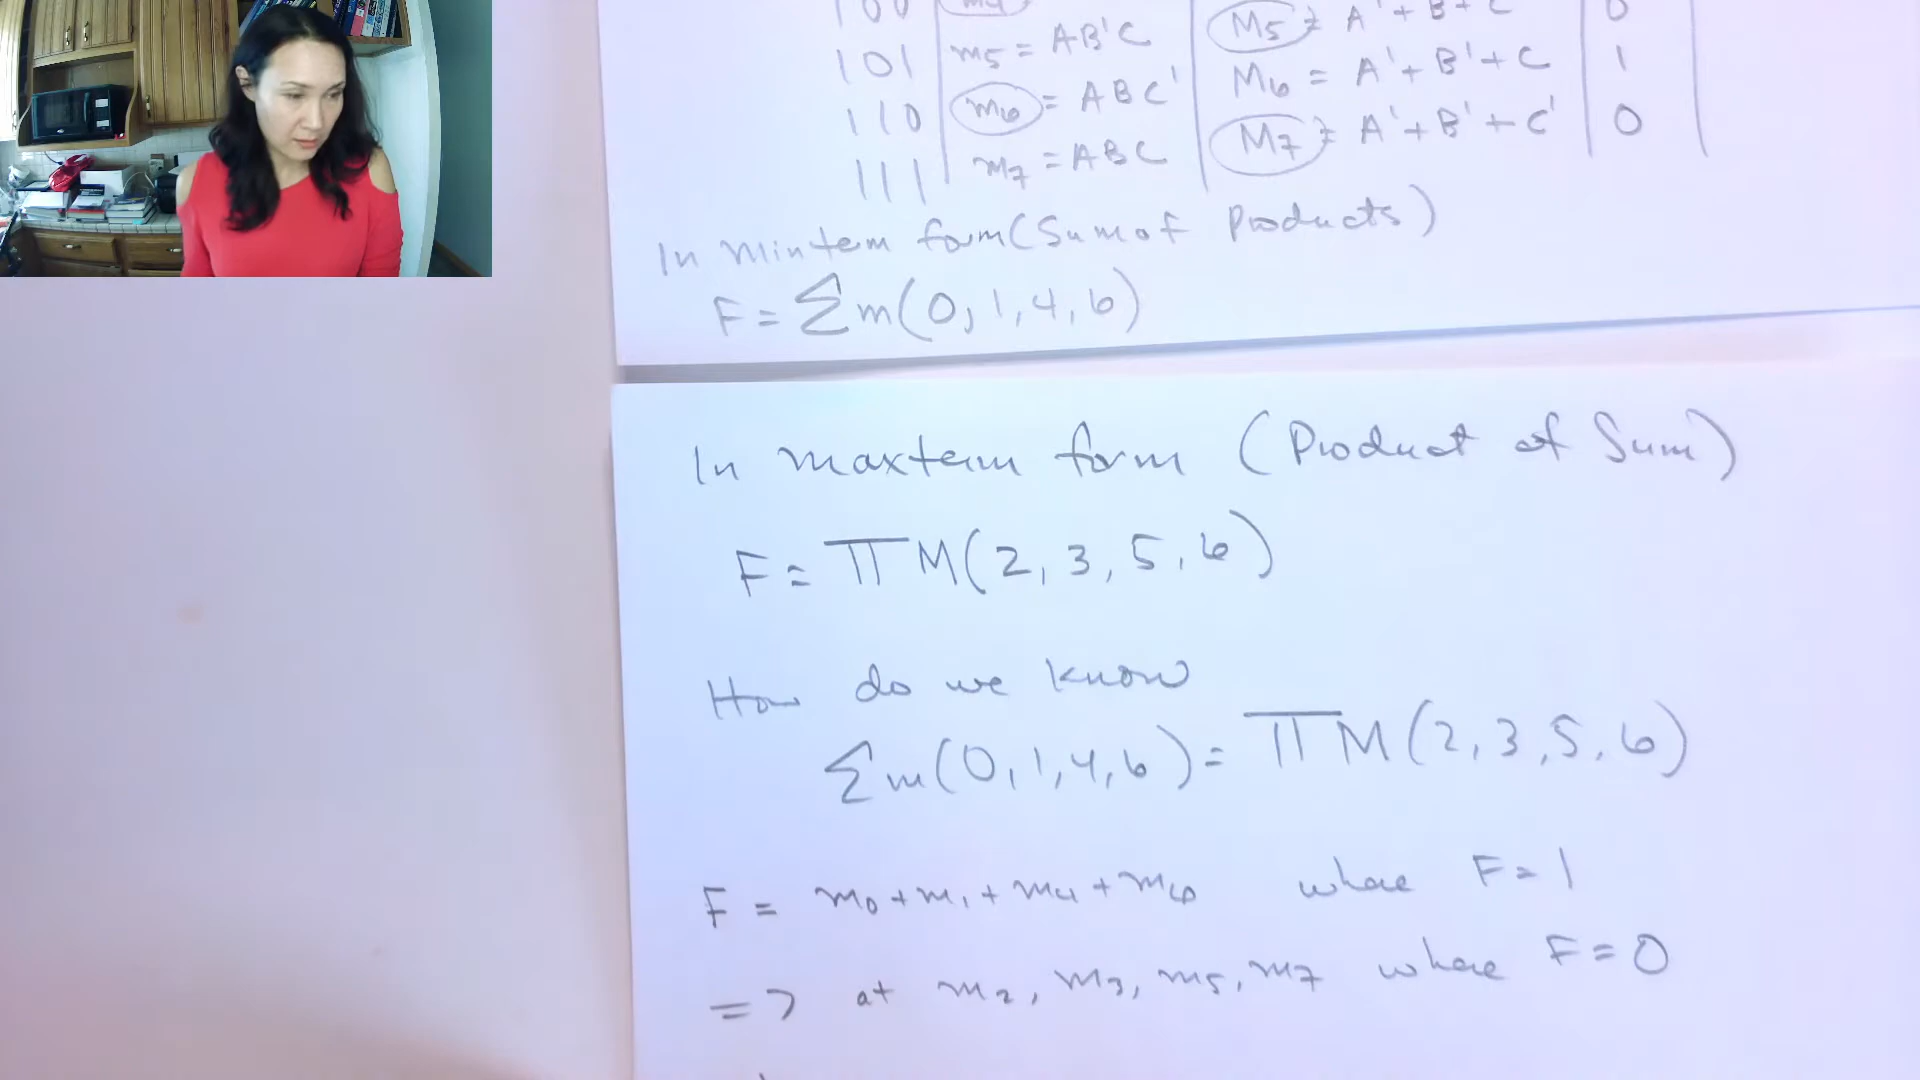 100 | m4 | M5 = A' + B + C' | 0
101 | m5 = AB'C | M6 = A' + B' + C | 1
110 | m6 = ABC' | M7 = A' + B' + C' | 0
111 | m7 = ABC
In Mintem form (Sum of Products)
F = Σm(0, 1, 4, 6)
In maxterm form (Product of Sum)
F = ΠM(2, 3, 5, 6)
How do we know
Σm(0, 1, 4, 6) = ΠM(2, 3, 5, 6)
F = m0 + m1 + m4 + m6 where F = 1
=> at m2, m3, m5, m7 where F = 0